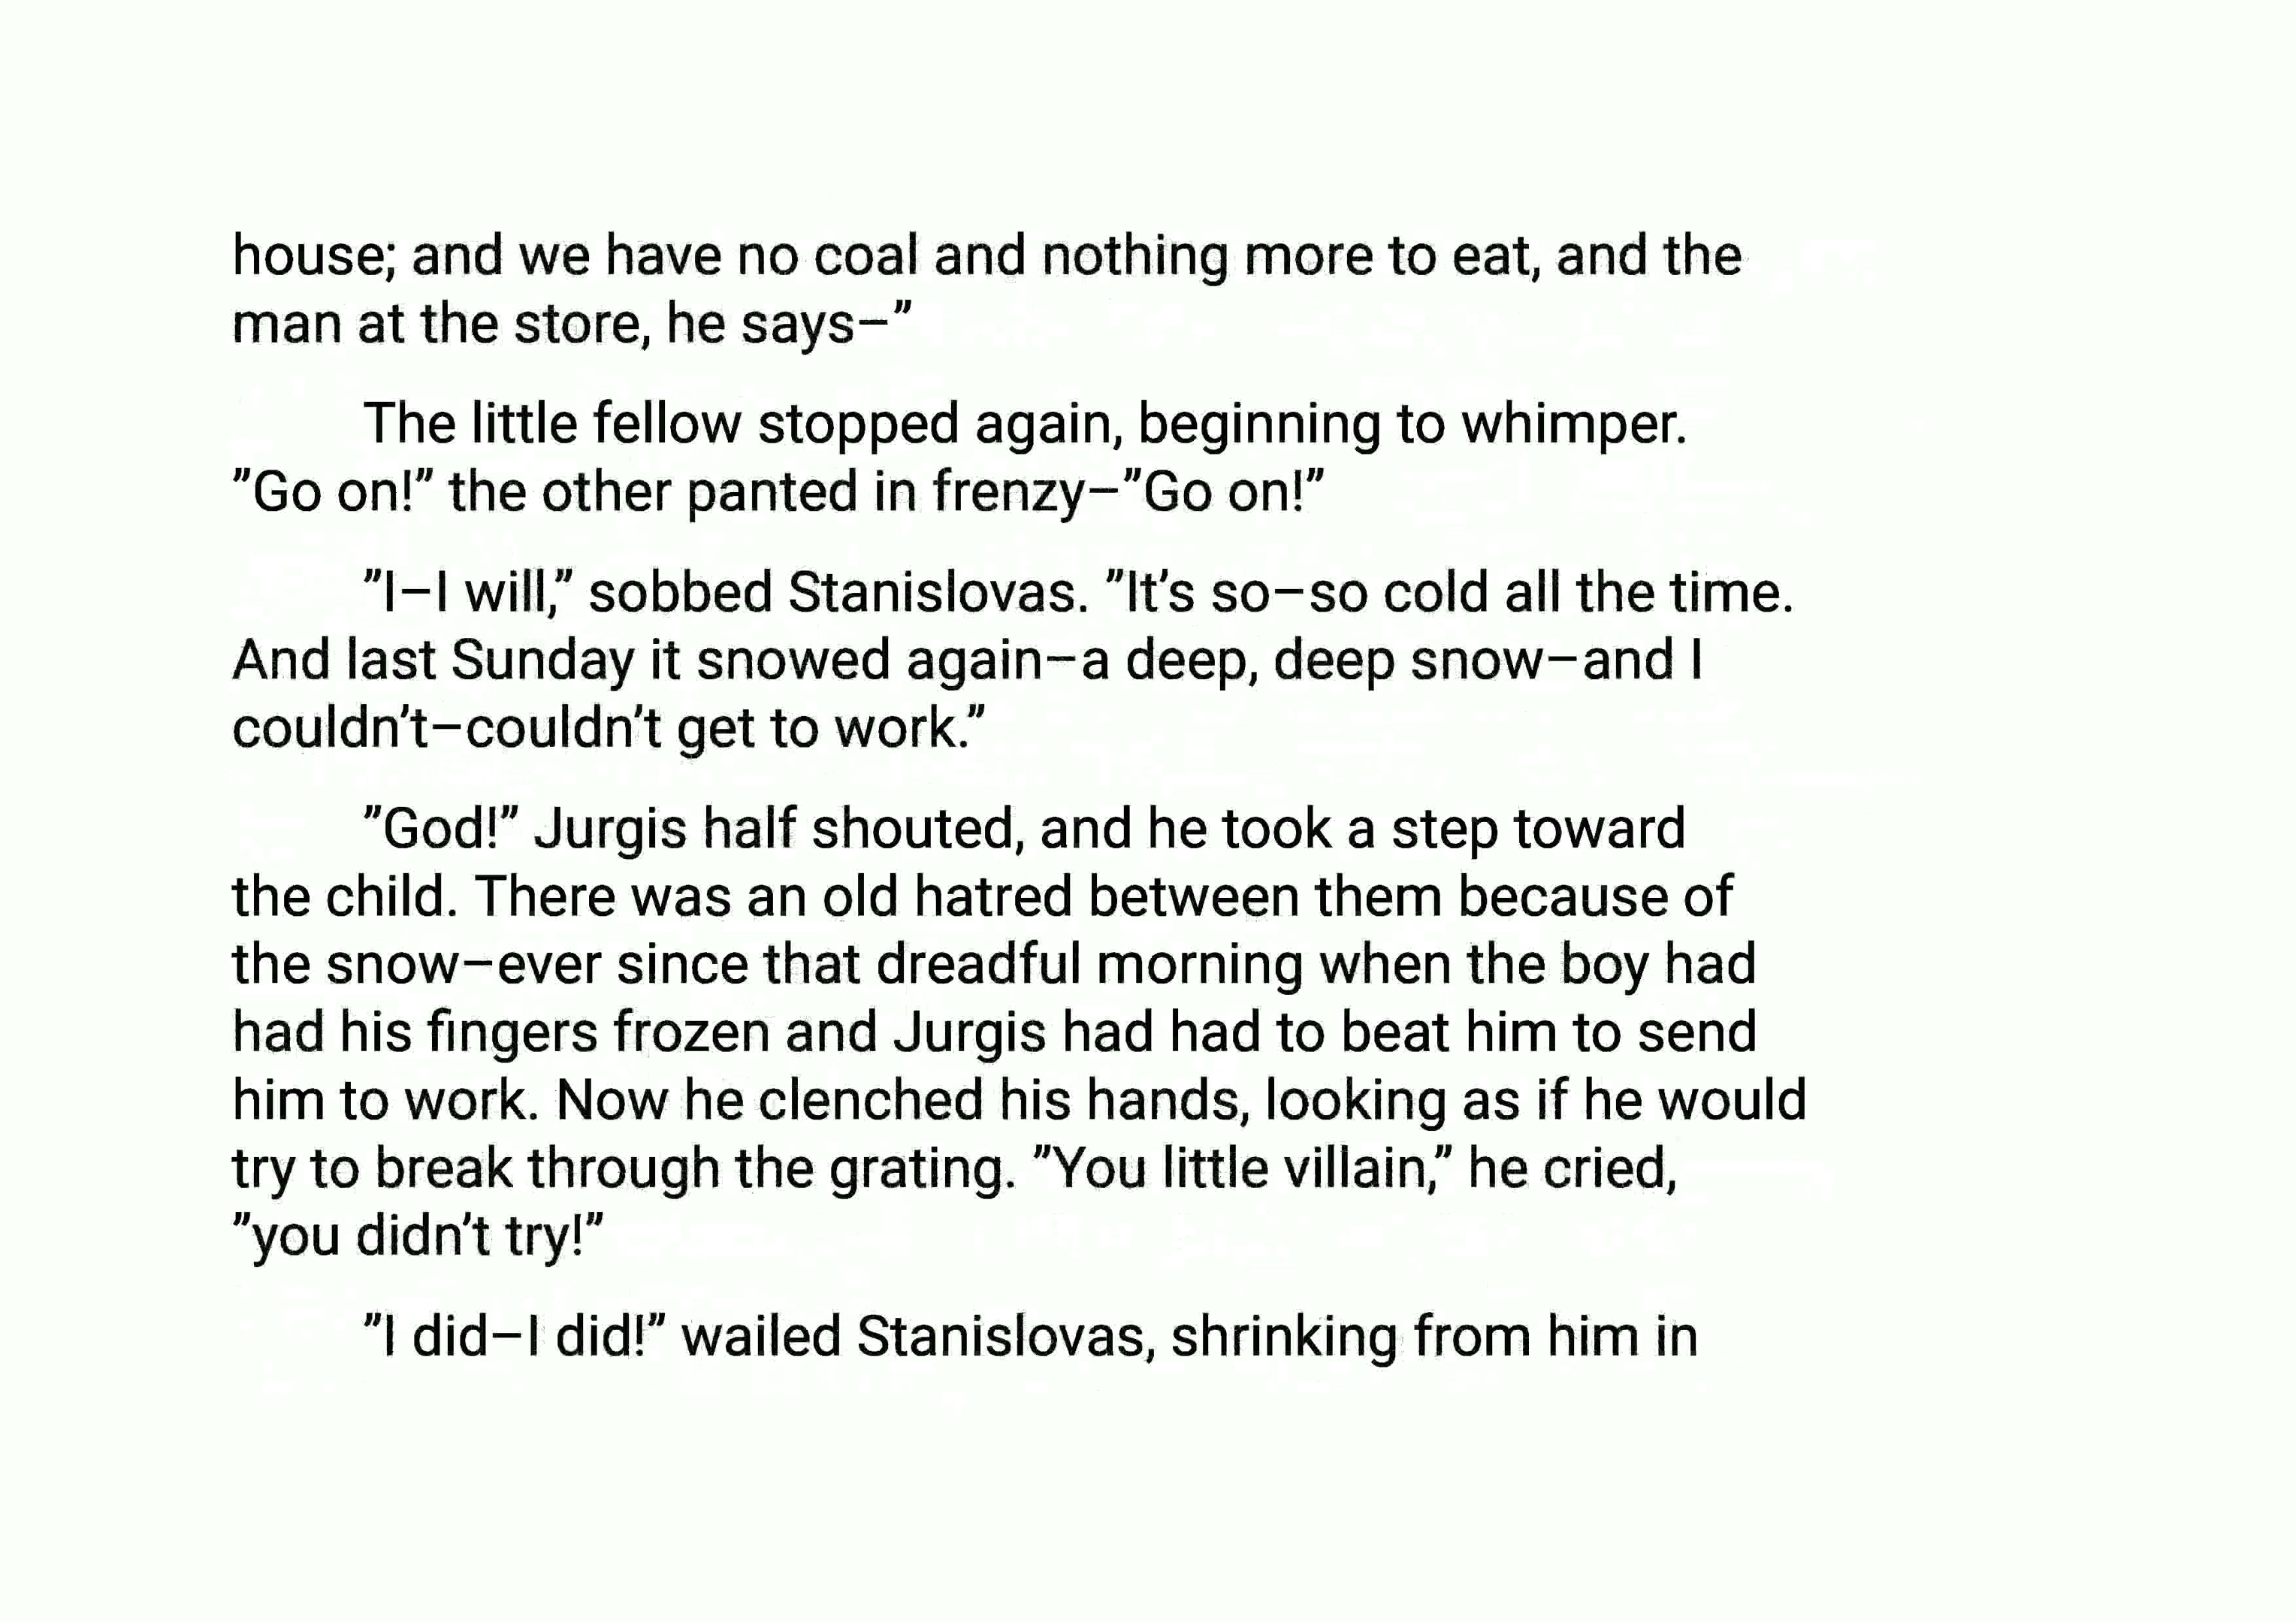 house; and we have no coal and nothing more to eat, and the
man at the store, he says–”
The little fellow stopped again, beginning to whimper.
”Go on!” the other panted in frenzy–”Go on!”
”I–I will,” sobbed Stanislovas. ”It’s so–so cold all the time.
And last Sunday it snowed again–a deep, deep snow–and I
couldn’t–couldn’t get to work.”
”God!” Jurgis half shouted, and he took a step toward
the child. There was an old hatred between them because of
the snow–ever since that dreadful morning when the boy had
had his fingers frozen and Jurgis had had to beat him to send
him to work. Now he clenched his hands, looking as if he would
try to break through the grating. ”You little villain,” he cried,
”you didn’t try!”
”I did–I did!” wailed Stanislovas, shrinking from him in